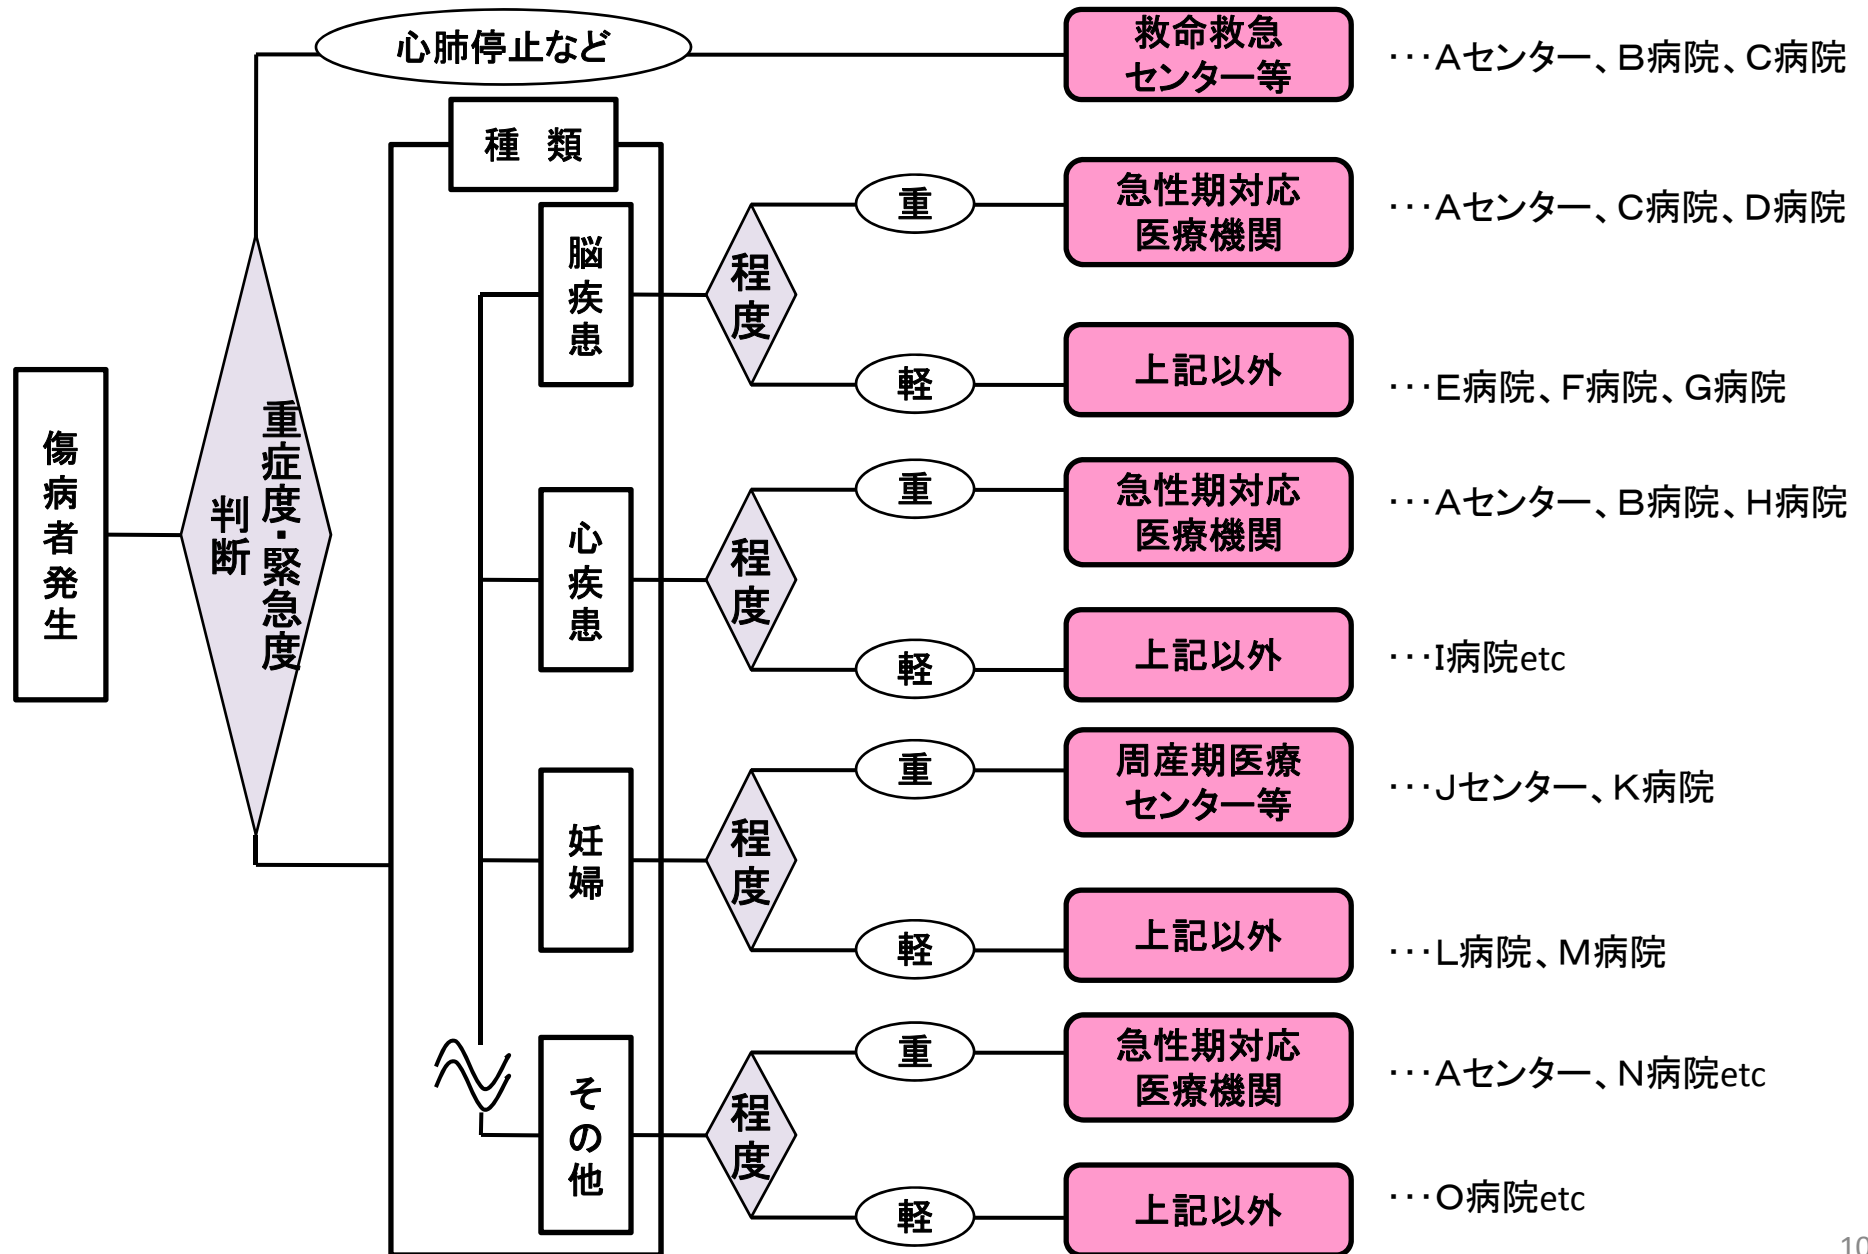 心肺停止など
救命救急
センター等
･･･Aセンター、B病院、C病院
種　類
脳疾患
程度
重
急性期対応
医療機関
･･･Aセンター、C病院、D病院
軽
上記以外
･･･E病院、F病院、G病院
傷病者発生
重症度・緊急度
判断
心疾患
程度
重
急性期対応
医療機関
･･･Aセンター、B病院、H病院
軽
上記以外
･･･I病院etc
妊婦
程度
重
周産期医療
センター等
･･･Jセンター、K病院
軽
上記以外
･･･L病院、M病院
その他
程度
重
急性期対応
医療機関
･･･Aセンター、N病院etc
軽
上記以外
･･･O病院etc
10